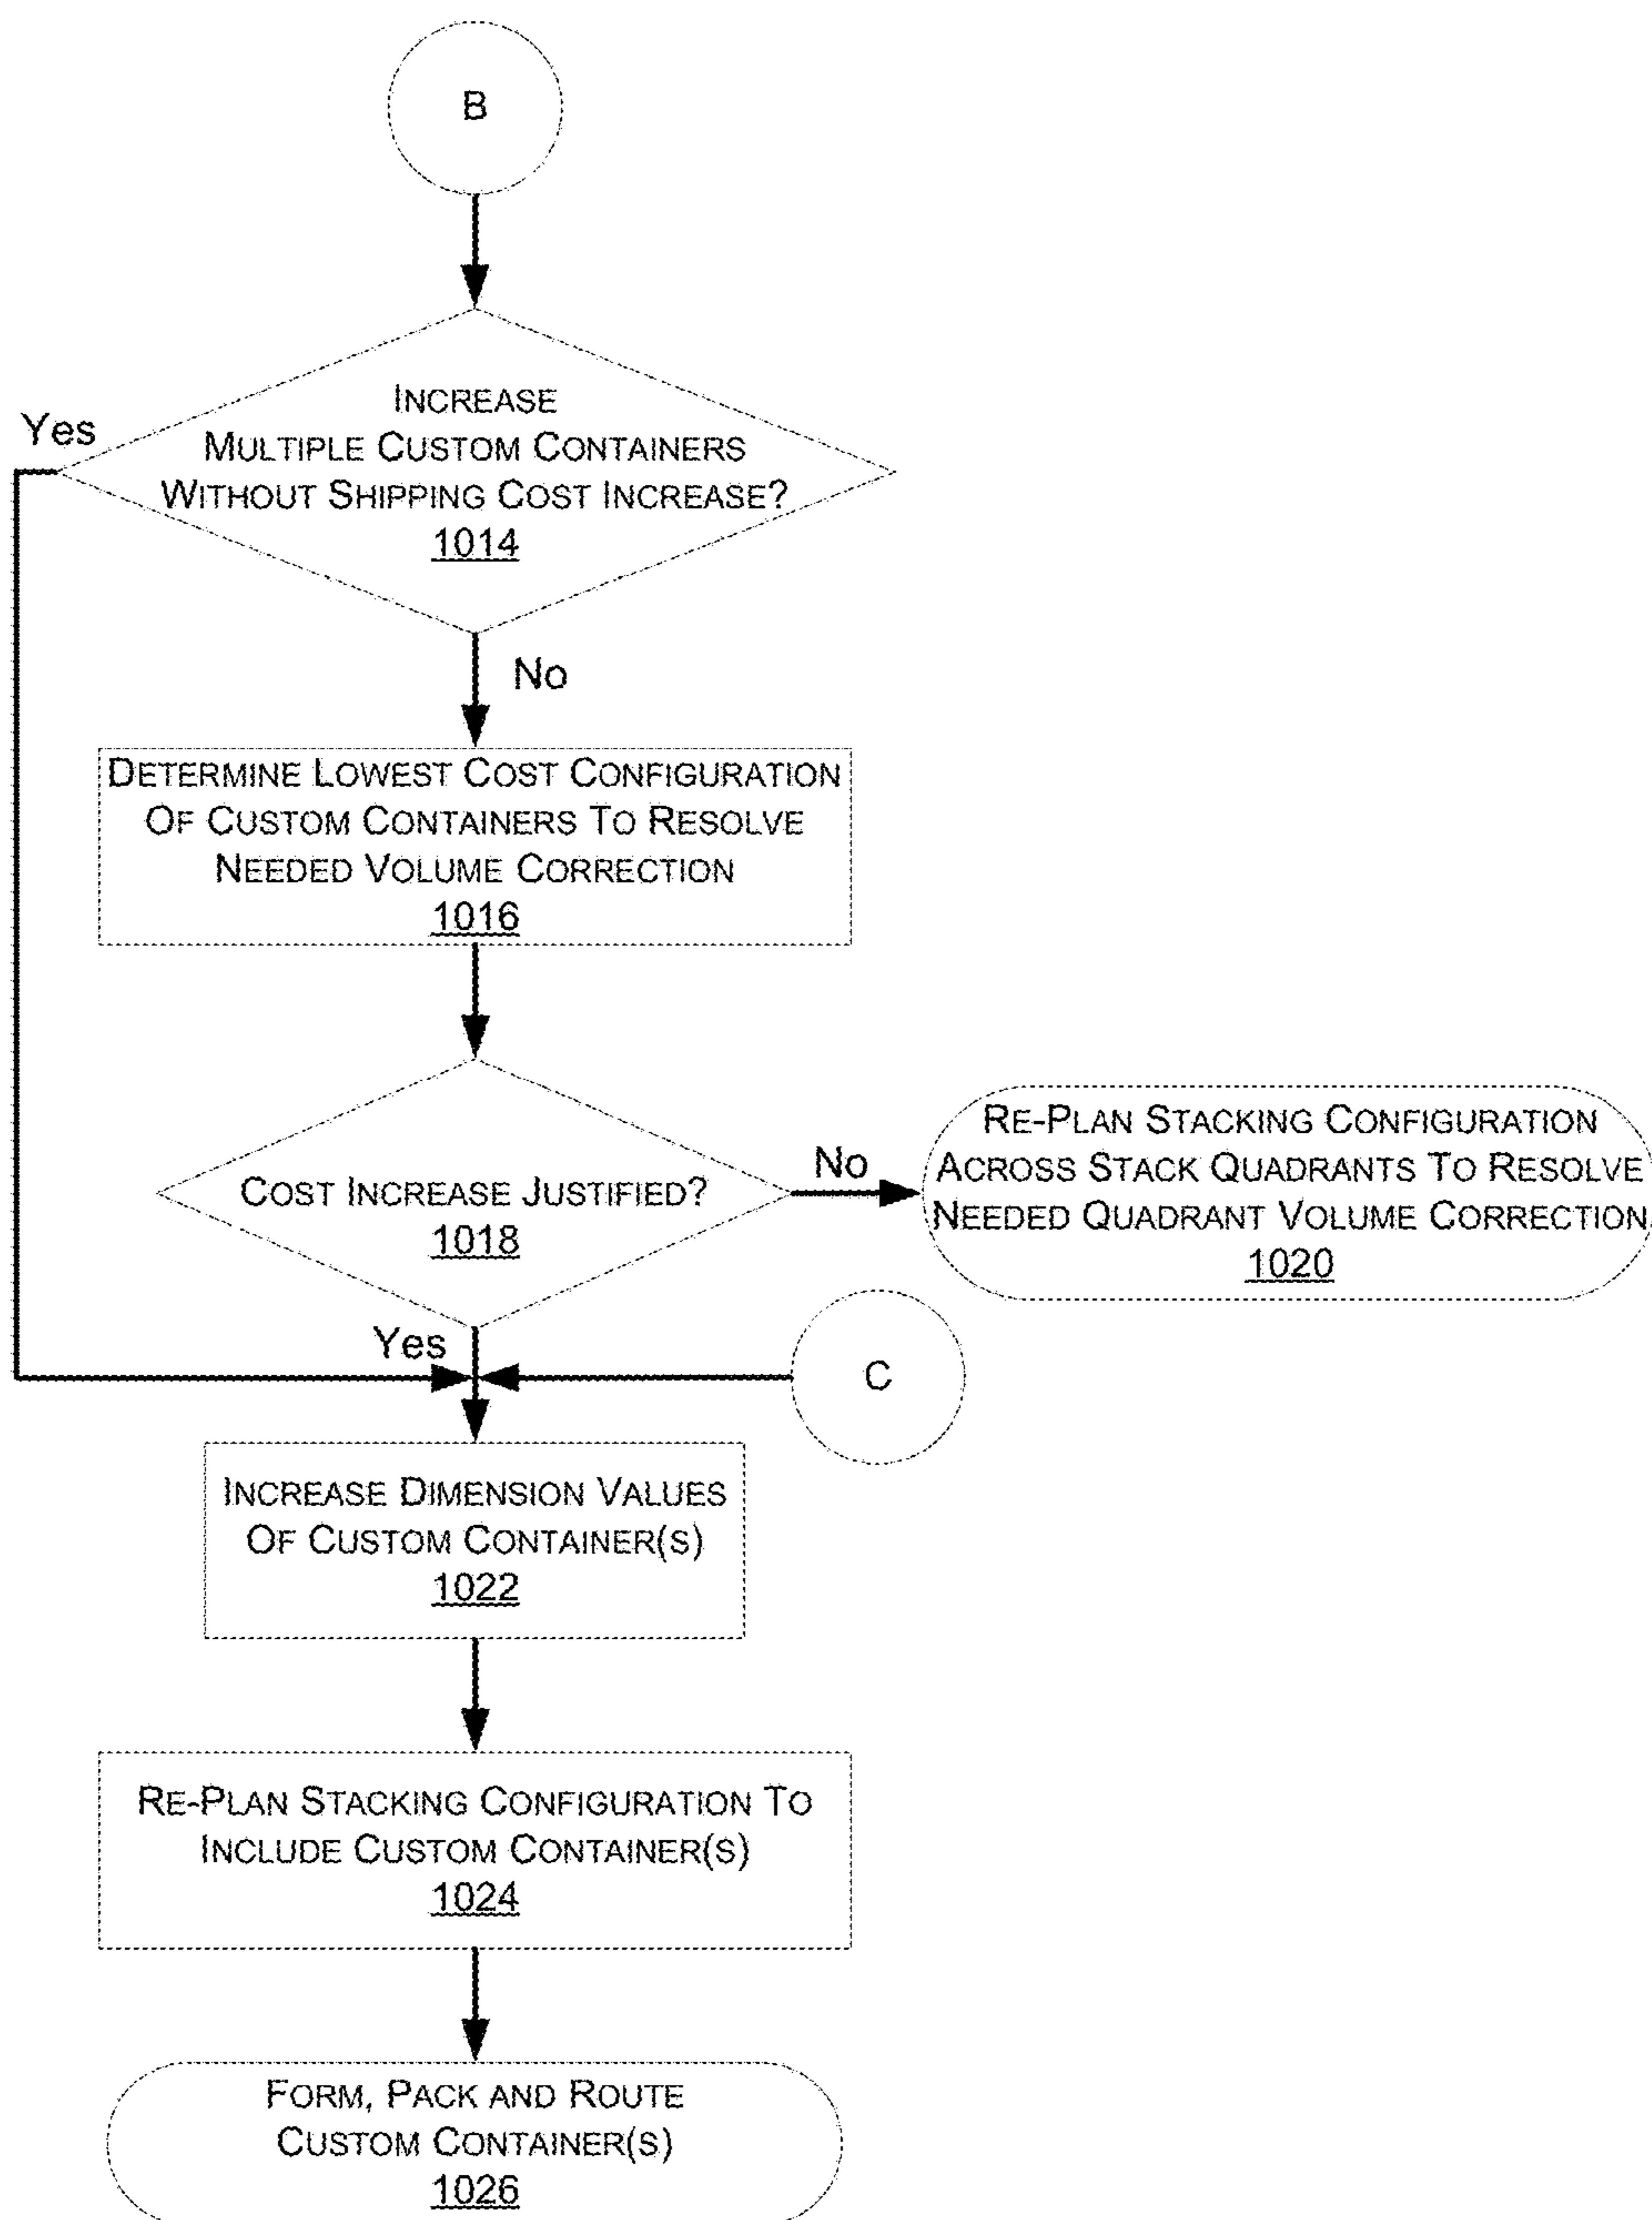 B
Increase
Multiple Custom Containers
Without Shipping Cost Increase?
1014
Yes
No
Determine Lowest Cost Configuration
Of Custom Containers To Resolve
Needed Volume Correction
1016
Cost Increase Justified?
1018
No
Re-Plan Stacking Configuration
Across Stack Quadrants To Resolve
Needed Quadrant Volume Correction
1020
Yes
C
Increase Dimension Values
Of Custom Container(s)
1022
Re-Plan Stacking Configuration To
Include Custom Container(s)
1024
Form, Pack and Route
Custom Container(s)
1026